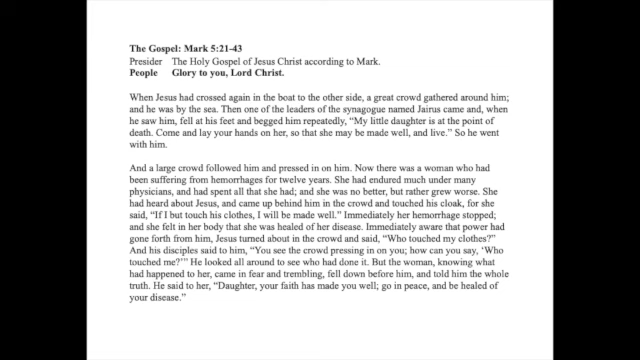 The Gospel: Mark 5:21-43
Presider The Holy Gospel of Jesus Christ according to Mark.
People Glory to you, Lord Christ.
When Jesus had crossed again in the boat to the other side, a great crowd gathered around him;
and he was by the sea. Then one of the leaders of the synagogue named Jairus came and, when
he saw him, fell at his feet and begged him repeatedly, “My little daughter is at the point of
death. Come and lay your hands on her, so that she may be made well, and live.” So he went
with him.
And a large crowd followed him and pressed in on him. Now there was a woman who had
been suffering from hemorrhages for twelve years. She had endured much under many
physicians, and had spent all that she had; and she was no better, but rather grew worse. She
had heard about Jesus, and came up behind him in the crowd and touched his cloak, for she
said, “If I but touch his clothes, I will be made well.” Immediately her hemorrhage stopped;
and she felt in her body that she was healed of her disease. Immediately aware that power had
gone forth from him, Jesus turned about in the crowd and said, “Who touched my clothes?”
And his disciples said to him, “You see the crowd pressing in on you; how can you say, ‘Who
touched me?’” He looked all around to see who had done it. But the woman, knowing what
had happened to her, came in fear and trembling, fell down before him, and told him the whole
truth. He said to her, “Daughter, your faith has made you well; go in peace, and be healed of
your disease.”